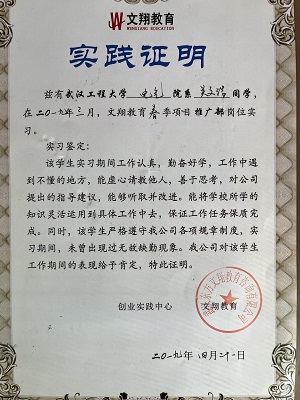 文翔教育
WENXIANG EDUCATION
实践证明
兹有武汉工程大学 电气 院系 同学,
在二〇一九年三月,文翔教育春季项目推广部岗位实
习。
实习鉴定:
该学生实习期间工作认真,勤奋好学,工作中遇
到不懂的地方,能虚心请教他人,善于思考,对公司
提出的指导建议,能够听取并改进。能将学校所学的
知识灵活运用到具体工作中去,保证工作任务保质完
成。同时,该学生严格遵守我公司各项规章制度,实
习期间,未曾出现过无故缺勤现象。我公司对该学生
工作期间的表现给予肯定,特此证明。
创业实践中心 文翔教育
二〇一九年 四月二十一日